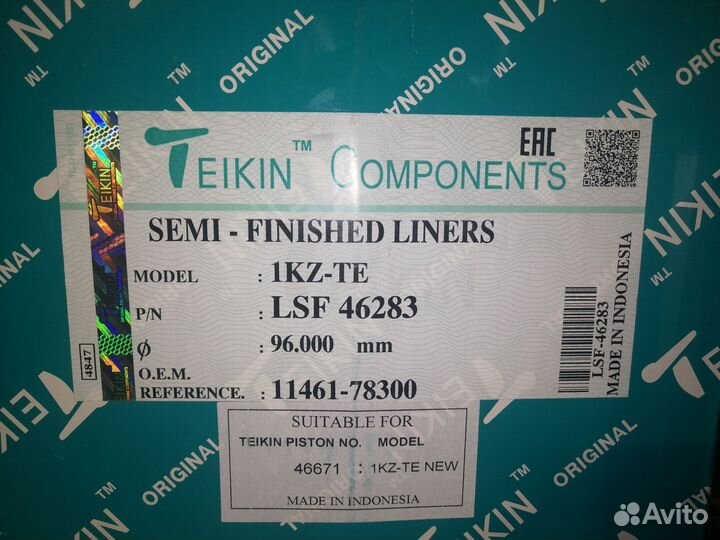 TEIKIN™ COMPONENTS
EAC
SEMI - FINISHED LINERS
MODEL : 1KZ-TE
P/N : LSF 46283
ϕ : 96.000 mm
O.E.M.
REFERENCE. : 11461-78300
LSF-46283
MADE IN INDONESIA
4847
TEIKIN
SUITABLE FOR
TEIKIN PISTON NO. MODEL
46671 : 1KZ-TE NEW
MADE IN INDONESIA
TEIKIN™
ORIGINAL
Avito